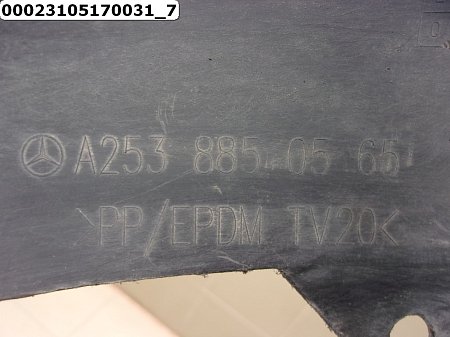 00023105170031_7
A253 885 05 65
>PP/EPDM TV20<